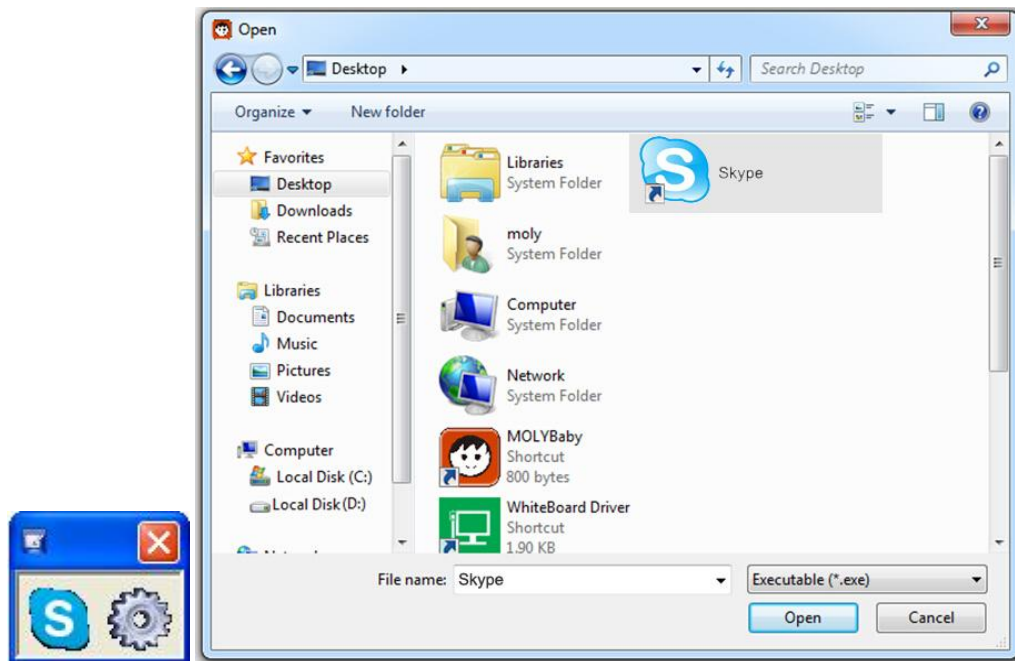 Open
Desktop
Search Desktop
Organize
New folder
Favorites
Desktop
Downloads
Recent Places
Libraries
Documents
Music
Pictures
Videos
Computer
Local Disk (C:)
Local Disk(D:)
Libraries
System Folder
Skype
moly
System Folder
Computer
System Folder
Network
System Folder
MOLYBaby
Shortcut
800 bytes
WhiteBoard Driver
Shortcut
1.90 KB
File name: Skype
Executable (*.exe)
Open
Cancel